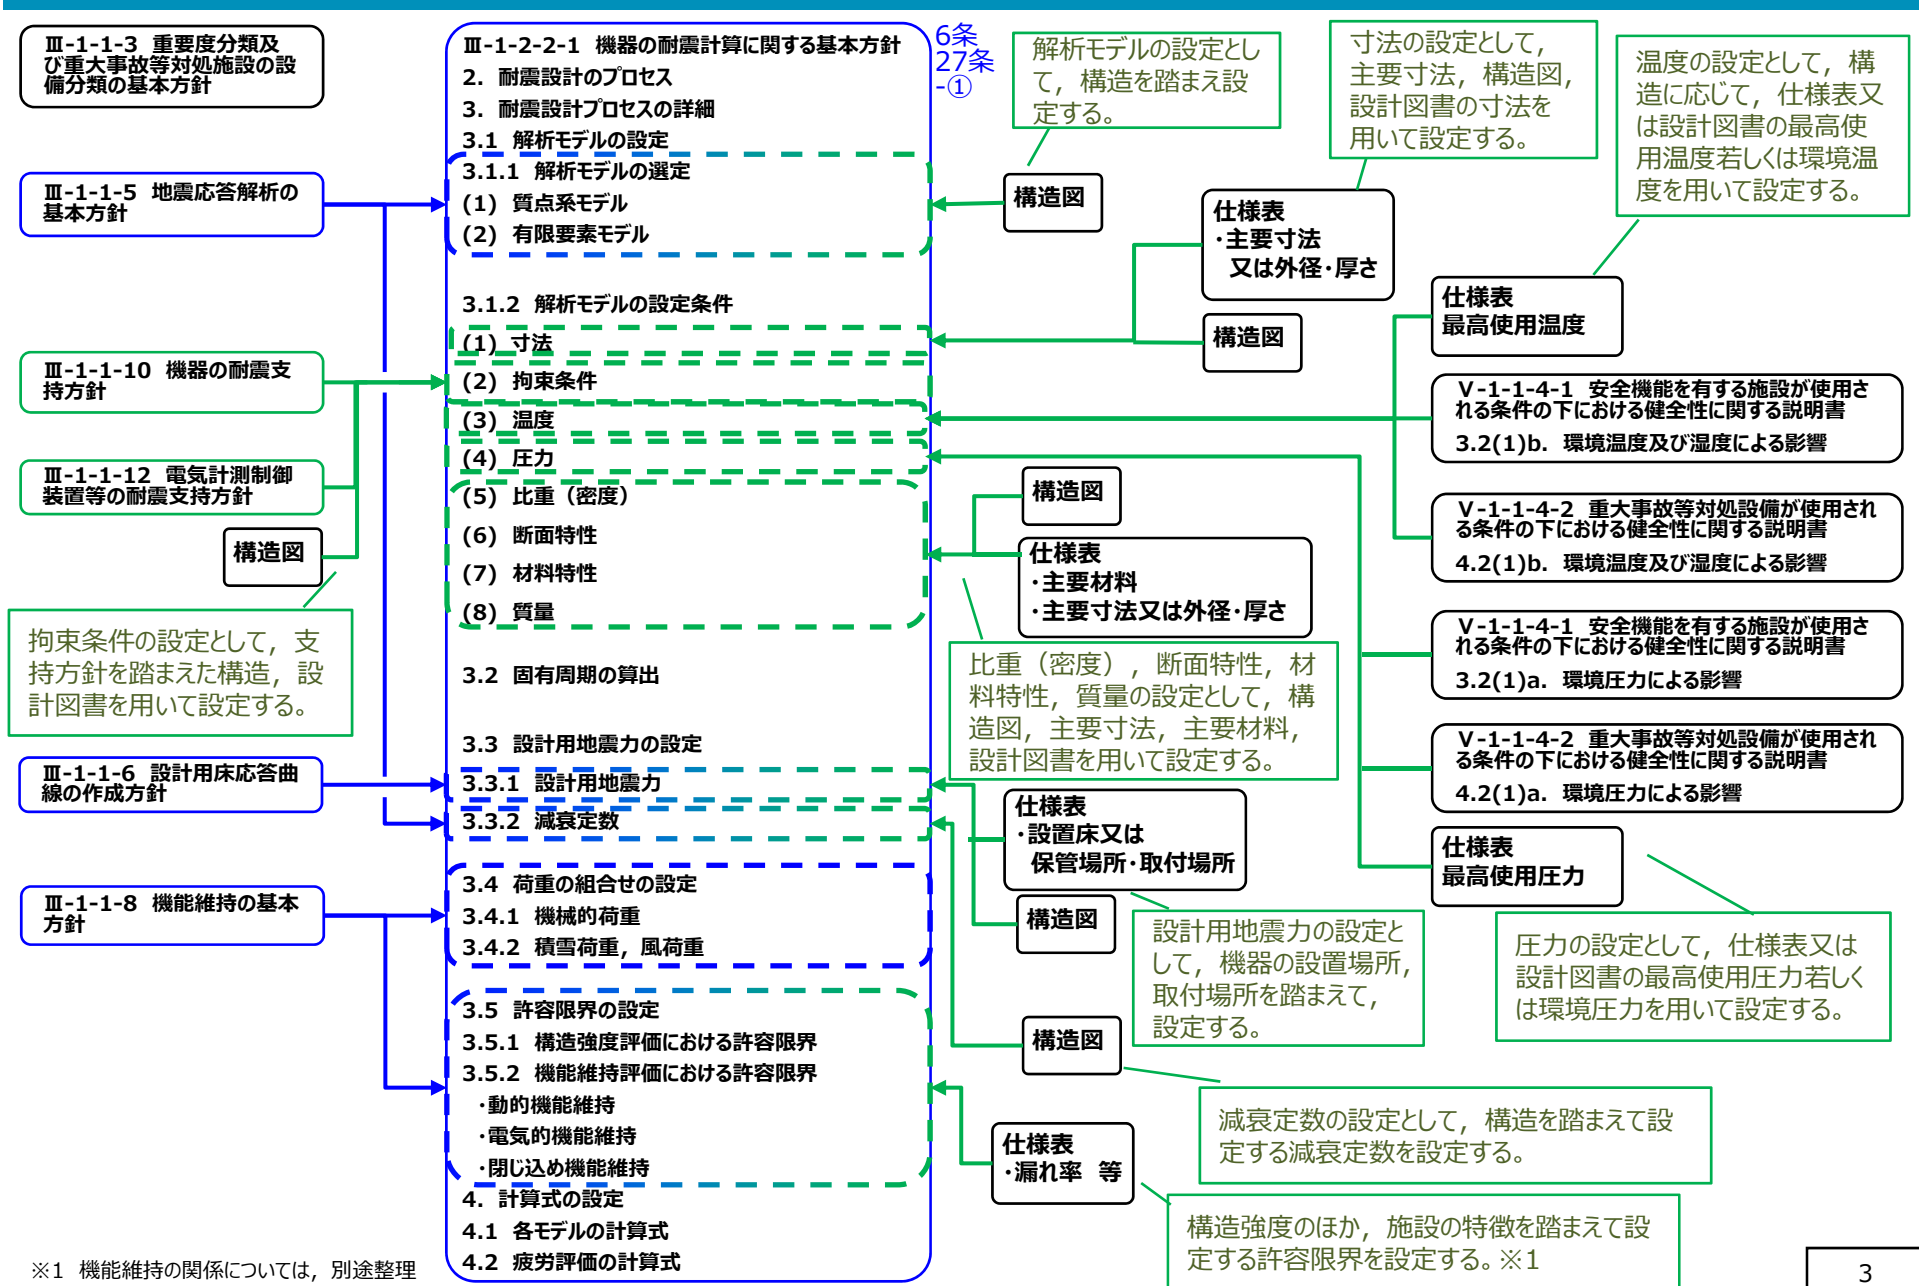 Ⅲ-1-1-3 重要度分類及
び重大事故等対処施設の設
備分類の基本方針
Ⅲ-1-1-5 地震応答解析の
基本方針
Ⅲ-1-1-10 機器の耐震支
持方針
Ⅲ-1-1-12 電気計測制御
装置等の耐震支持方針
構造図
拘束条件の設定として，支
持方針を踏まえた構造，設
計図書を用いて設定する。
Ⅲ-1-1-6 設計用床応答曲
線の作成方針
Ⅲ-1-1-8 機能維持の基本
方針
※1 機能維持の関係については，別途整理
Ⅲ-1-2-2-1 機器の耐震計算に関する基本方針
2. 耐震設計のプロセス
3. 耐震設計プロセスの詳細
3.1 解析モデルの設定
3.1.1 解析モデルの選定
(1) 質点系モデル
(2) 有限要素モデル
3.1.2 解析モデルの設定条件
(1) 寸法
(2) 拘束条件
(3) 温度
(4) 圧力
(5) 比重（密度）
(6) 断面特性
(7) 材料特性
(8) 質量
3.2 固有周期の算出
3.3 設計用地震力の設定
3.3.1 設計用地震力
3.3.2 減衰定数
3.4 荷重の組合せの設定
3.4.1 機械的荷重
3.4.2 積雪荷重，風荷重
3.5 許容限界の設定
3.5.1 構造強度評価における許容限界
3.5.2 機能維持評価における許容限界
・動的機能維持
・電気的機能維持
・閉じ込め機能維持
4. 計算式の設定
4.1 各モデルの計算式
4.2 疲労評価の計算式
6条
27条
-①
解析モデルの設定とし
て，構造を踏まえ設
定する。
構造図
寸法の設定として，
主要寸法，構造図，
設計図書の寸法を
用いて設定する。
仕様表
・主要寸法
又は外径・厚さ
構造図
温度の設定として，構
造に応じて，仕様表又
は設計図書の最高使
用温度若しくは環境温
度を用いて設定する。
仕様表
最高使用温度
Ⅴ-1-1-4-1 安全機能を有する施設が使用さ
れる条件の下における健全性に関する説明書
3.2(1)b. 環境温度及び湿度による影響
Ⅴ-1-1-4-2 重大事故等対処設備が使用され
る条件の下における健全性に関する説明書
4.2(1)b. 環境温度及び湿度による影響
構造図
仕様表
・主要材料
・主要寸法又は外径・厚さ
比重（密度）, 断面特性，材
料特性，質量の設定として，構
造図，主要寸法，主要材料，
設計図書を用いて設定する。
Ⅴ-1-1-4-1 安全機能を有する施設が使用さ
れる条件の下における健全性に関する説明書
3.2(1)a. 環境圧力による影響
Ⅴ-1-1-4-2 重大事故等対処設備が使用され
る条件の下における健全性に関する説明書
4.2(1)a. 環境圧力による影響
仕様表
最高使用圧力
圧力の設定として，仕様表又は
設計図書の最高使用圧力若しく
は環境圧力を用いて設定する。
仕様表
・設置床又は
保管場所・取付場所
構造図
設計用地震力の設定と
して，機器の設置場所，
取付場所を踏まえて，
設定する。
構造図
減衰定数の設定として，構造を踏まえて設
定する減衰定数を設定する。
仕様表
・漏れ率 等
構造強度のほか，施設の特徴を踏まえて設
定する許容限界を設定する。※1
3